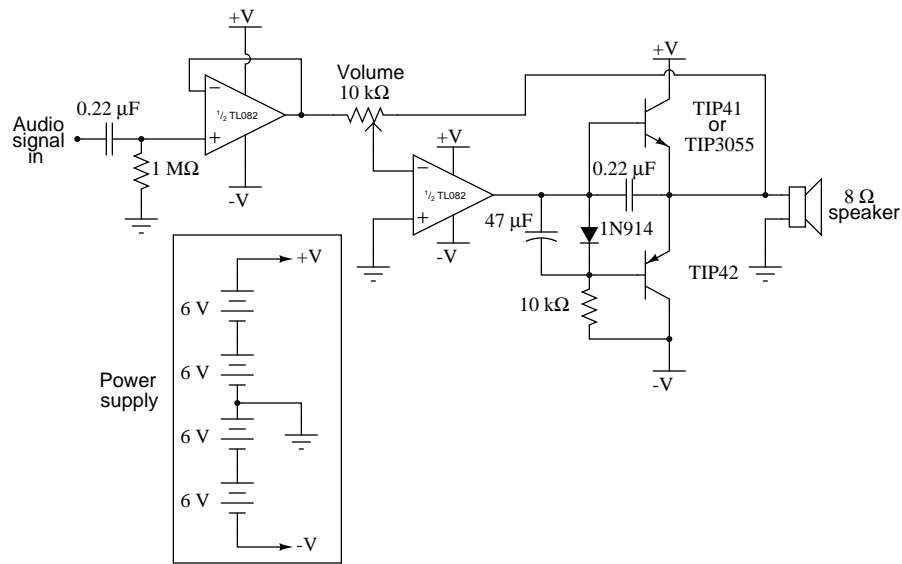 +V
Volume
10 kΩ
+V
TIP41
or
TIP3055
0.22 µF
Audio
signal
in
−
½ TL082
+
1 MΩ
-V
+V
−
½ TL082
+
-V
0.22 µF
47 µF
1N914
8 Ω
speaker
TIP42
10 kΩ
-V
Power
supply
+V
6 V
6 V
6 V
6 V
-V